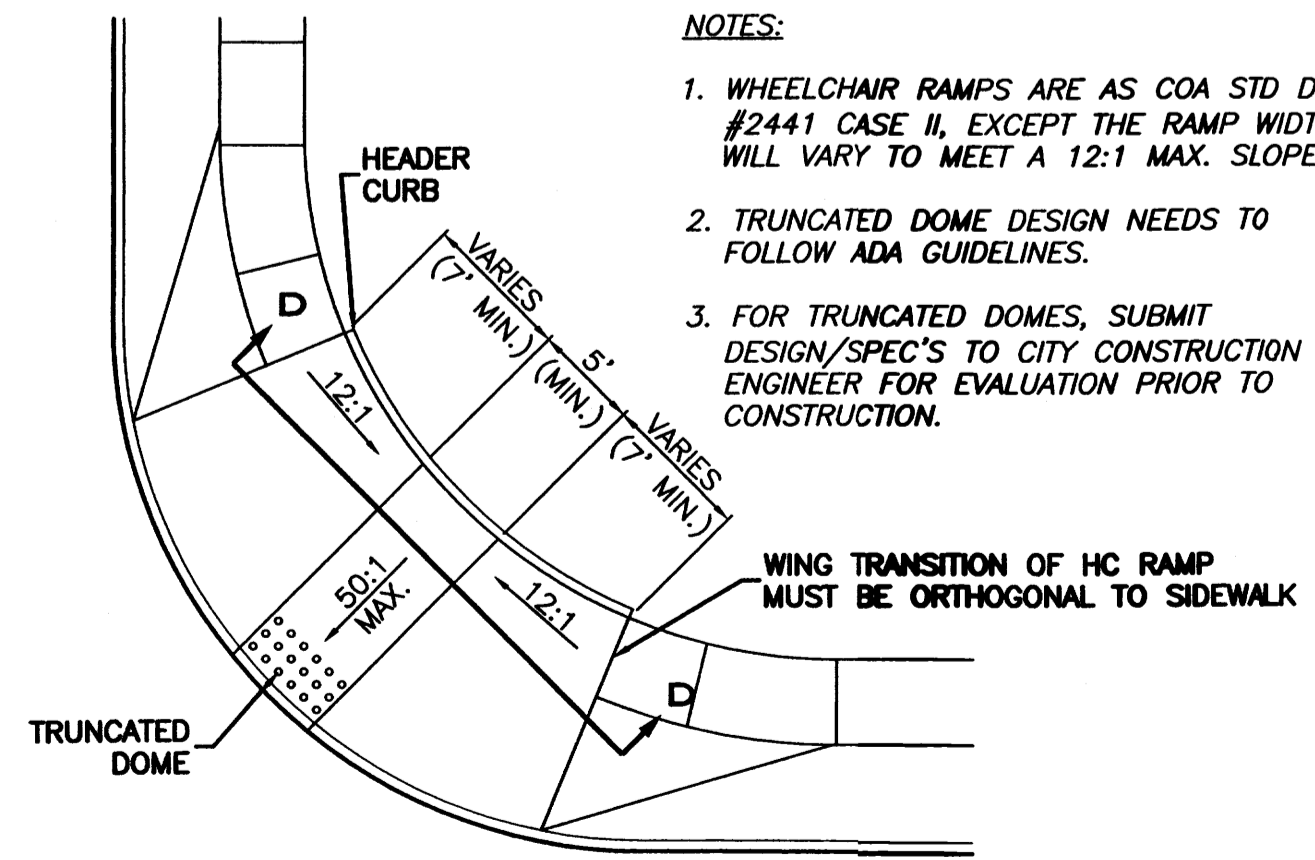 NOTES:
1. WHEELCHAIR RAMPS ARE AS COA STD
#2441 CASE II, EXCEPT THE RAMP
WILL VARY TO MEET A 12:1 MAX. SLOPE
2. TRUNCATED DOME DESIGN NEEDS TO
FOLLOW ADA GUIDELINES.
3. FOR TRUNCATED DOMES, SUBMIT
DESIGN/SPEC'S TO CITY CONSTRUCTION
ENGINEER FOR EVALUATION PRIOR TO
CONSTRUCTION.
HEADER
CURB
VARIES
(7' MIN.)
5'
(MIN.)
VARIES
(7' MIN.)
D
12:1
50:1
MAX.
12:1
WING TRANSITION OF HC RAMP
MUST BE ORTHOGONAL TO SIDEWALK
D
TRUNCATED
DOME